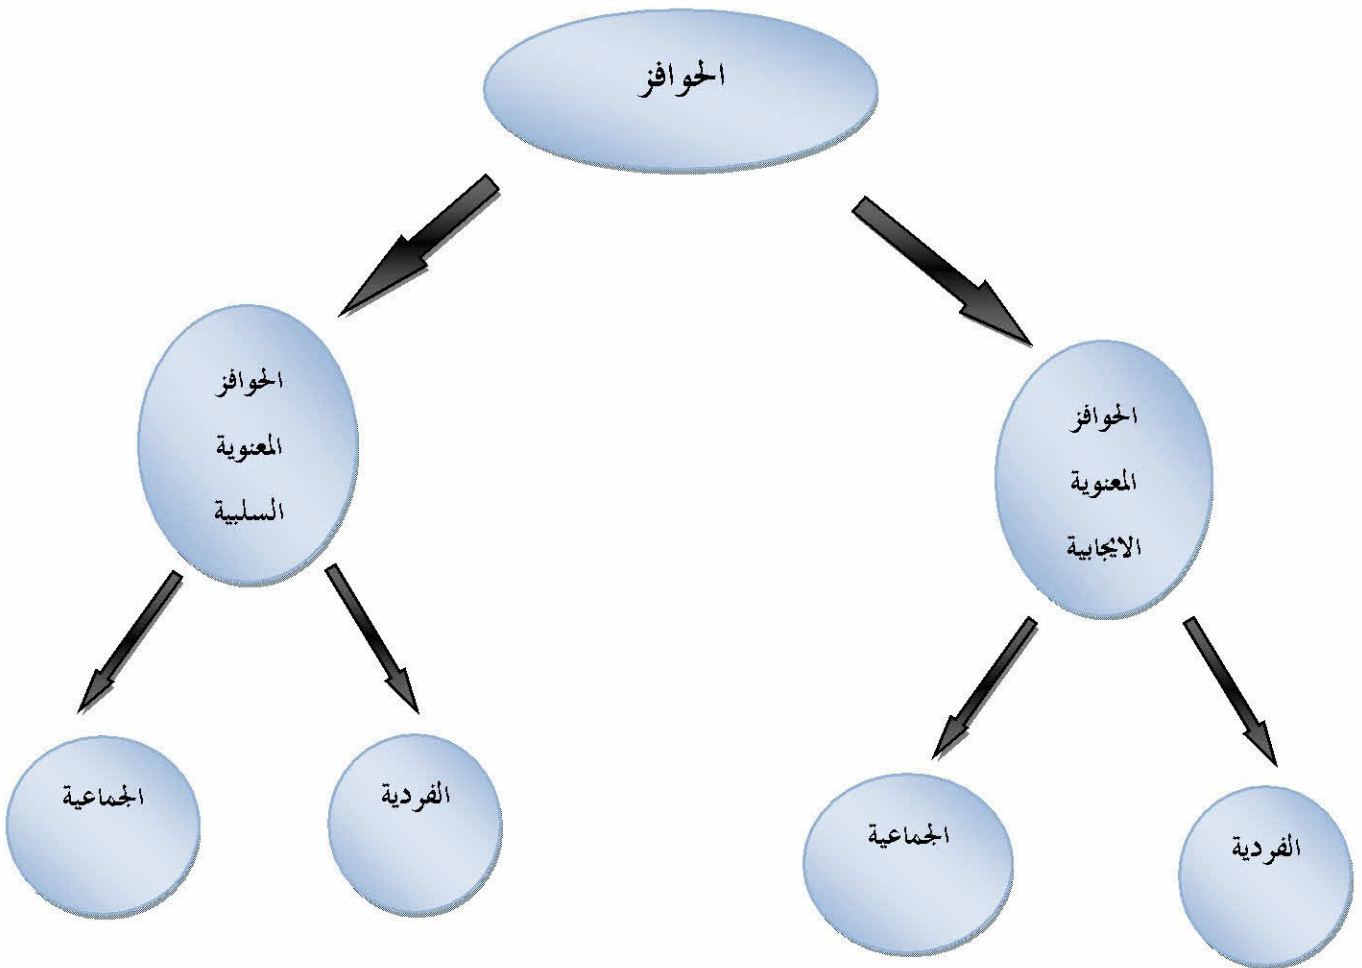 الحوافز
الحوافز
المعنوية
الايجابية
الحوافز
المعنوية
السلبية
الفردية
الجماعية
الفردية
الجماعية